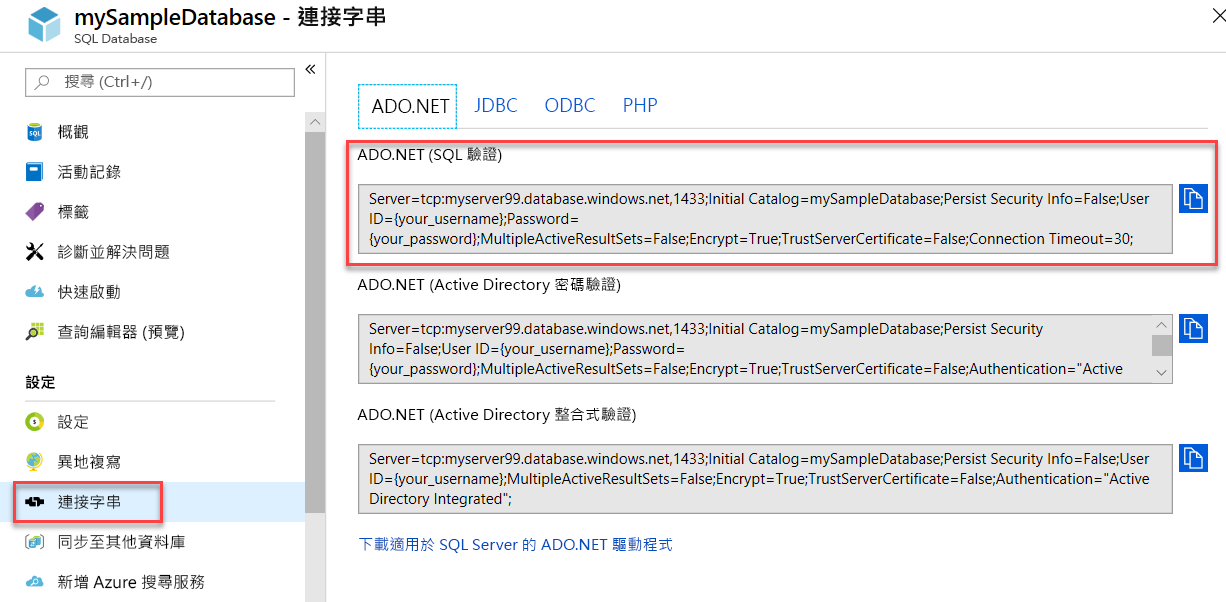 mySampleDatabase - 連接字串
SQL Database
搜尋 (Ctrl+/)
概觀
活動記錄
標籤
診斷並解決問題
快速啟動
查詢編輯器 (預覽)
設定
設定
異地複寫
連接字串
同步至其他資料庫
新增 Azure 搜尋服務
ADO.NET JDBC ODBC PHP
ADO.NET (SQL 驗證)
Server=tcp:myserver99.database.windows.net,1433;Initial Catalog=mySampleDatabase;Persist Security Info=False;User
ID={your_username};Password=
{your_password};MultipleActiveResultSets=False;Encrypt=True;TrustServerCertificate=False;Connection Timeout=30;
ADO.NET (Active Directory 密碼驗證)
Server=tcp:myserver99.database.windows.net,1433;Initial Catalog=mySampleDatabase;Persist Security
Info=False;User ID={your_username};Password=
{your_password};MultipleActiveResultSets=False;Encrypt=True;TrustServerCertificate=False;Authentication="Active
ADO.NET (Active Directory 整合式驗證)
Server=tcp:myserver99.database.windows.net,1433;Initial Catalog=mySampleDatabase;Persist Security Info=False;User
ID={your_username};MultipleActiveResultSets=False;Encrypt=True;TrustServerCertificate=False;Authentication="Active
Directory Integrated";
下載適用於 SQL Server 的 ADO.NET 驅動程式